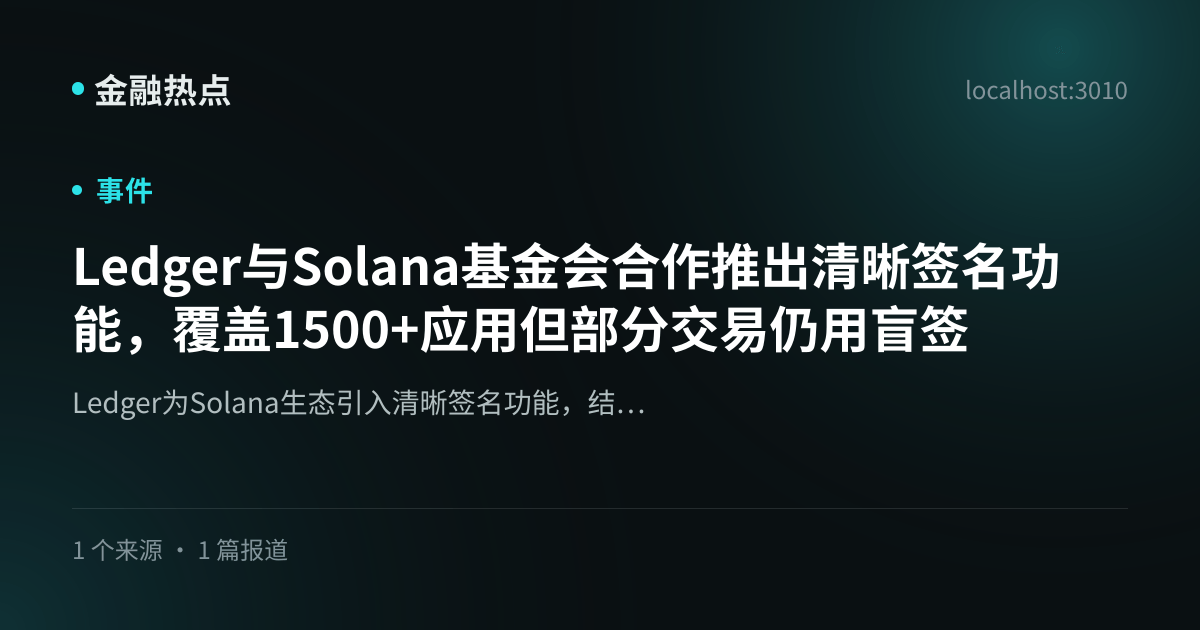 金融热点
localhost:3010
事件
Ledger与Solana基金会合作推出清晰签名功
能，覆盖1500+应用但部分交易仍用盲签
Ledger为Solana生态引入清晰签名功能，结…
1 个来源 · 1 篇报道